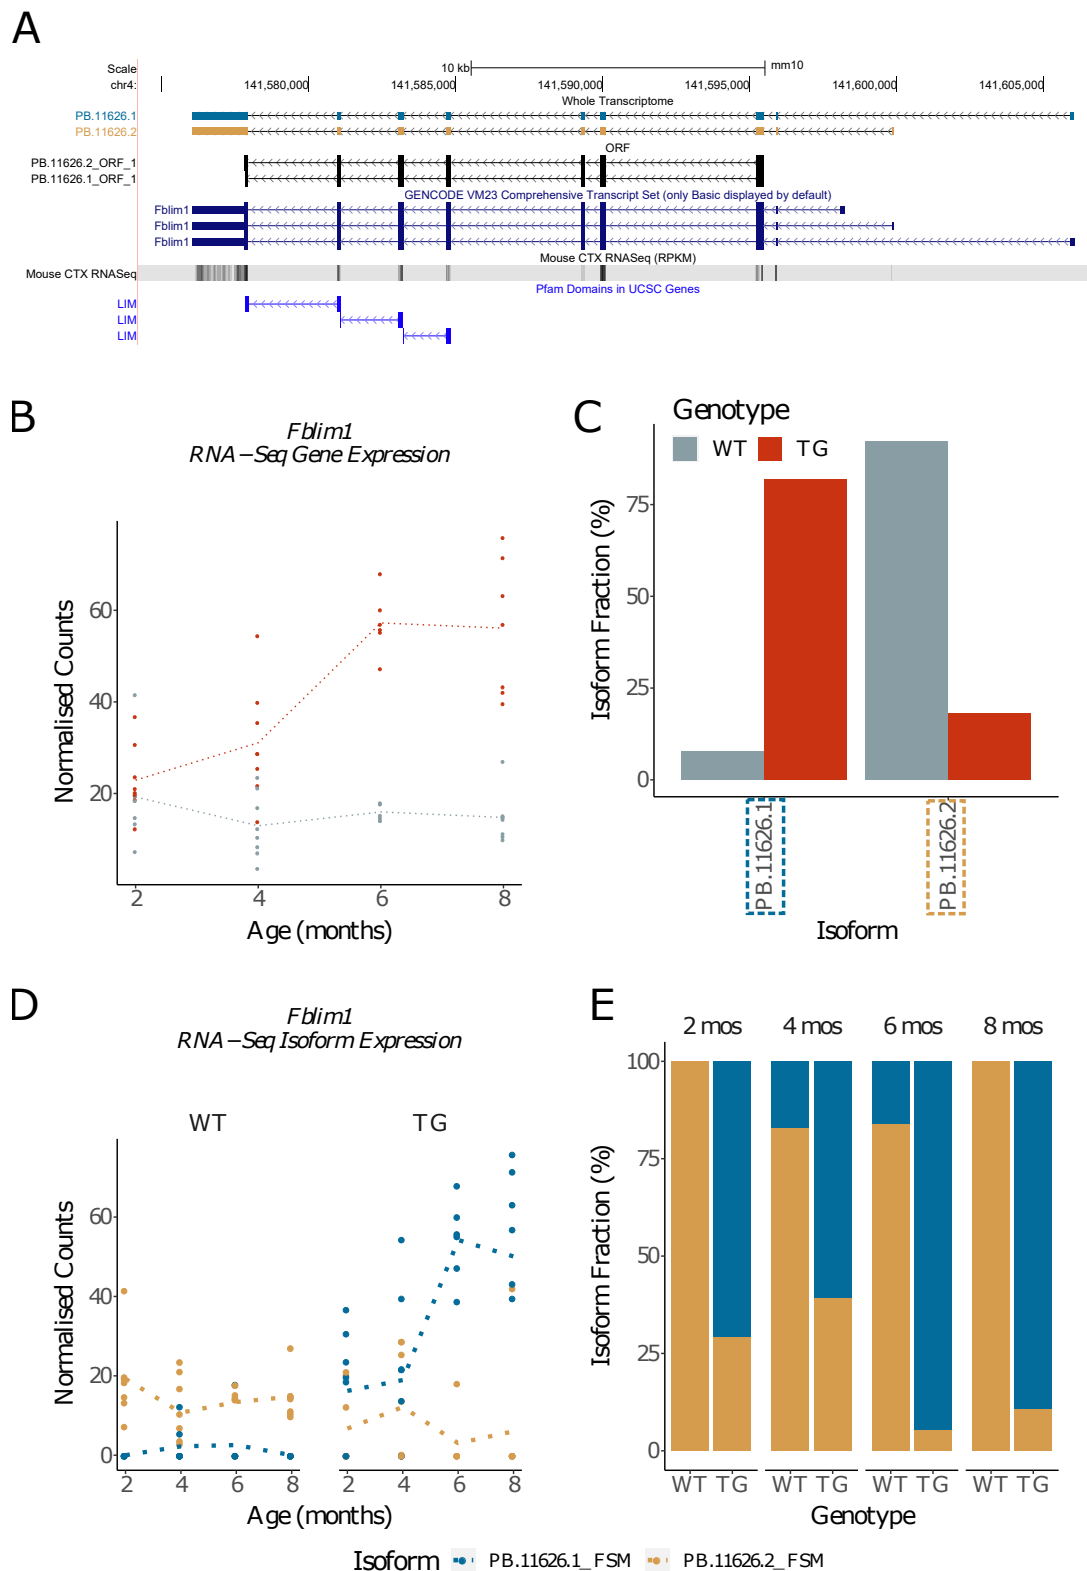 A
Scale 10 kb mm10
chr4: 141,580,000 141,585,000 141,590,000 141,595,000 141,600,000 141,605,000
Whole Transcriptome
PB.11626.1
PB.11626.2
ORF
PB.11626.2_ORF_1
PB.11626.1_ORF_1
GENCODE VM23 Comprehensive Transcript Set (only Basic displayed by default)
Fblim1
Fblim1
Fblim1
Mouse CTX RNASeq (RPKM)
Mouse CTX RNASeq
Pfam Domains in UCSC Genes
LIM
LIM
LIM
B
Fblim1
RNA−Seq Gene Expression
Normalised Counts
60
40
20
2 4 6 8
Age (months)
C
Genotype
WT TG
Isoform Fraction (%)
75
50
25
0
PB.11626.1
PB.11626.2
Isoform
D
Fblim1
RNA−Seq Isoform Expression
WT TG
Normalised Counts
60
40
20
0
2 4 6 8 2 4 6 8
Age (months)
E
2 mos 4 mos 6 mos 8 mos
Isoform Fraction (%)
100
75
50
25
0
WT TG WT TG WT TG WT TG
Genotype
Isoform PB.11626.1_FSM PB.11626.2_FSM